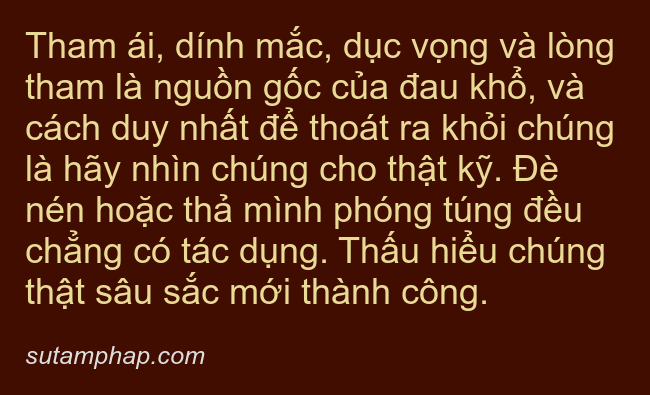 Tham ái, dính mắc, dục vọng và lòng
tham là nguồn gốc của đau khổ, và
cách duy nhất để thoát ra khỏi chúng
là hãy nhìn chúng cho thật kỹ. Đè
nén hoặc thả mình phóng túng đều
chẳng có tác dụng. Thấu hiểu chúng
thật sâu sắc mới thành công.
sutamphap.com